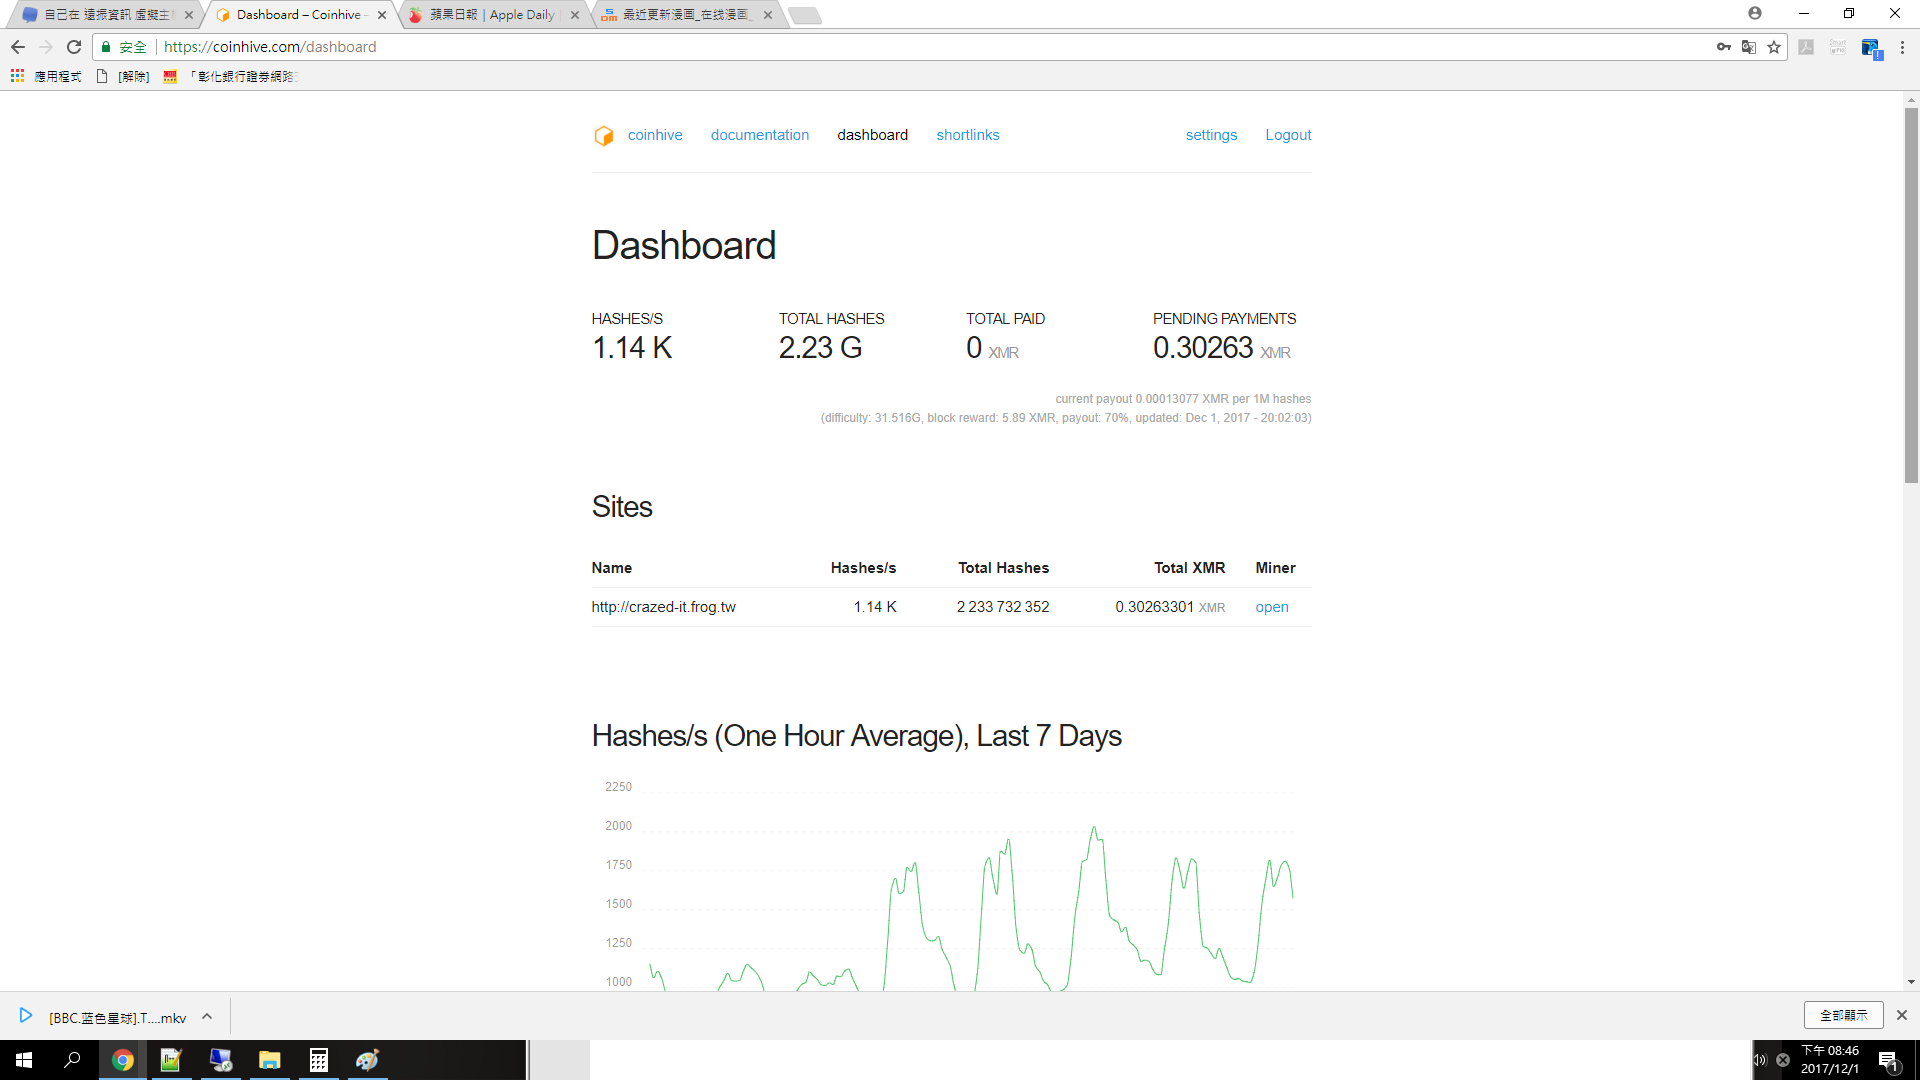 自己在 遠振資訊 虛擬主
Dashboard – Coinhive -
蘋果日報 | Apple Daily
最近更新漫画_在线漫画_
安全 https://coinhive.com/dashboard
應用程式 [解除] 「彰化銀行證券網路
coinhive documentation dashboard shortlinks settings Logout
Dashboard
HASHES/S TOTAL HASHES TOTAL PAID PENDING PAYMENTS
1.14 K 2.23 G 0 XMR 0.30263 XMR
current payout 0.00013077 XMR per 1M hashes
(difficulty: 31.516G, block reward: 5.89 XMR, payout: 70%, updated: Dec 1, 2017 - 20:02:03)
Sites
Name Hashes/s Total Hashes Total XMR Miner
http://crazed-it.frog.tw 1.14 K 2 233 732 352 0.30263301 XMR open
Hashes/s (One Hour Average), Last 7 Days
2250
2000
1750
1500
1250
1000
[BBC.蓝色星球].T....mkv 全部顯示
下午 08:46
2017/12/1
1